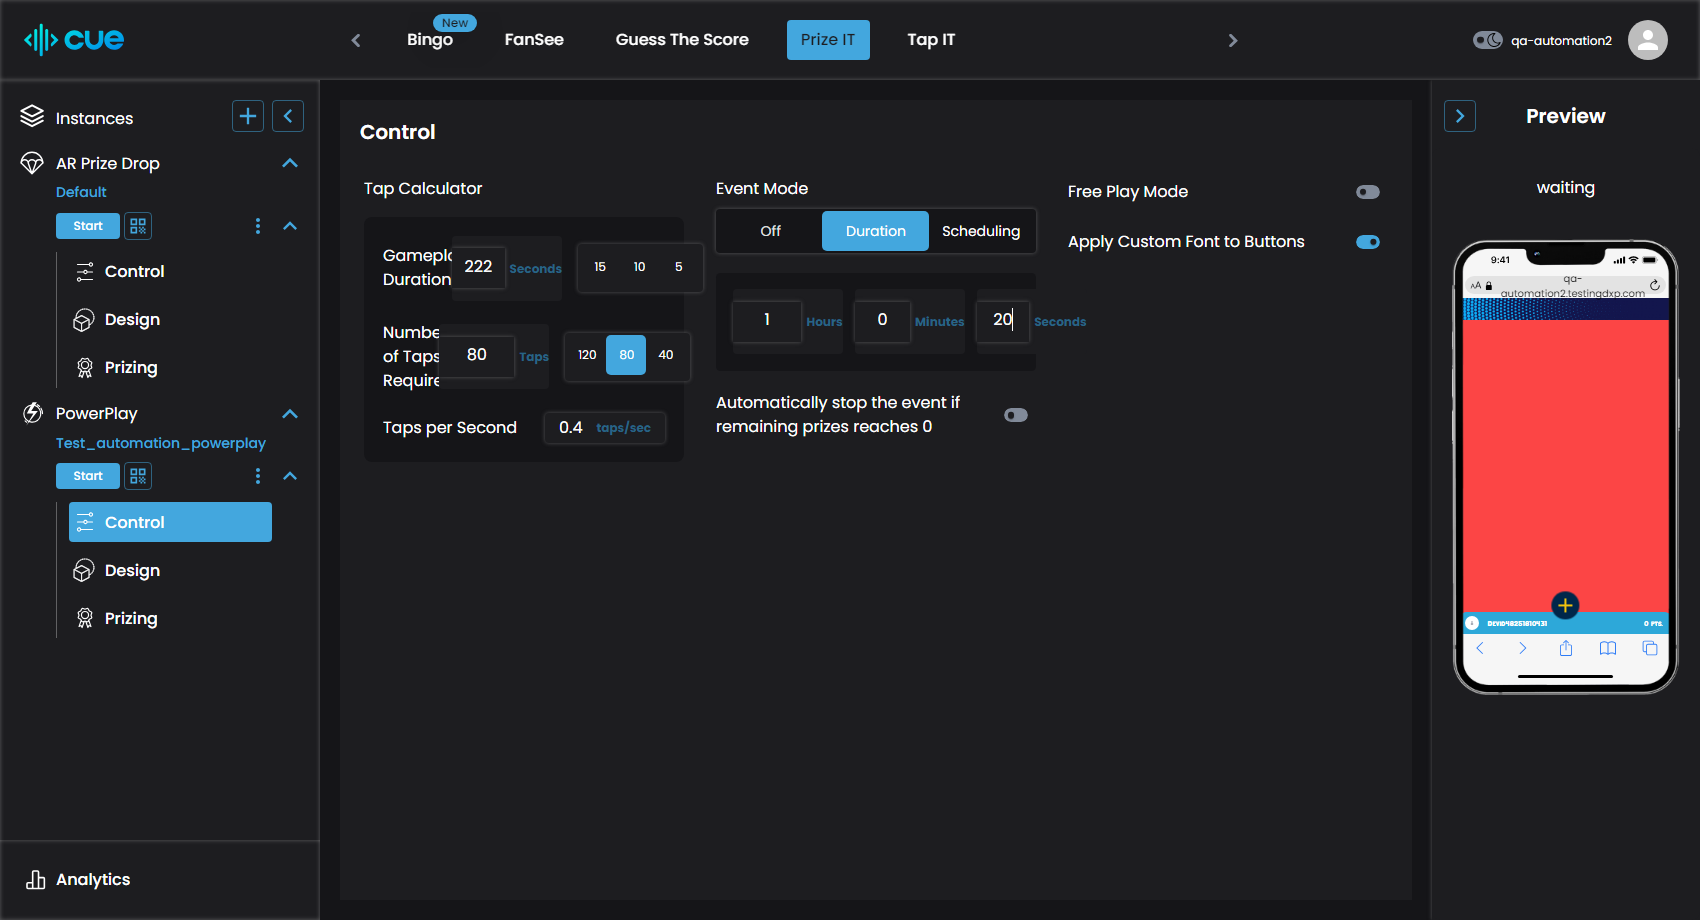 cue
New
Bingo
FanSee
Guess The Score
Prize IT
Tap IT
qa-automation2
Instances
AR Prize Drop
Default
Start
Control
Design
Prizing
PowerPlay
Test_automation_powerplay
Start
Control
Design
Prizing
Analytics
Control
Tap Calculator
Gamepla
Duration
222 Seconds
15 10 5
Numbe
of Taps
Require
80 Taps
120 80 40
Taps per Second
0.4 taps/sec
Event Mode
Off Duration Scheduling
1 Hours 0 Minutes 20 Seconds
Automatically stop the event if
remaining prizes reaches 0
Free Play Mode
Apply Custom Font to Buttons
Preview
waiting
9:41
AA
qa-
automation2.testingdxp.com
0 PTS.